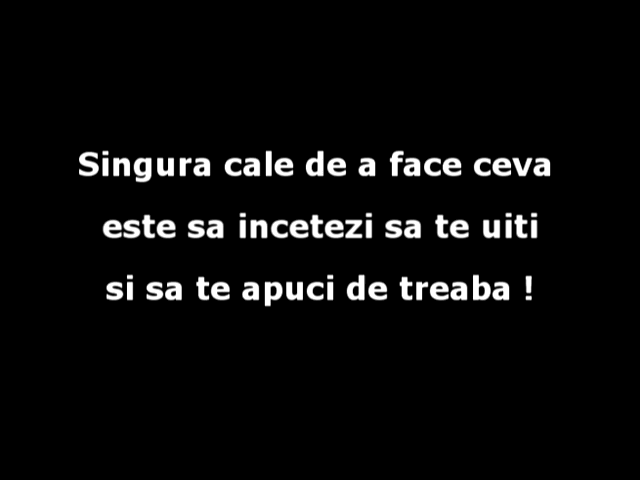 Singura cale de a face ceva
este sa incetezi sa te uiti
si sa te apuci de treaba !